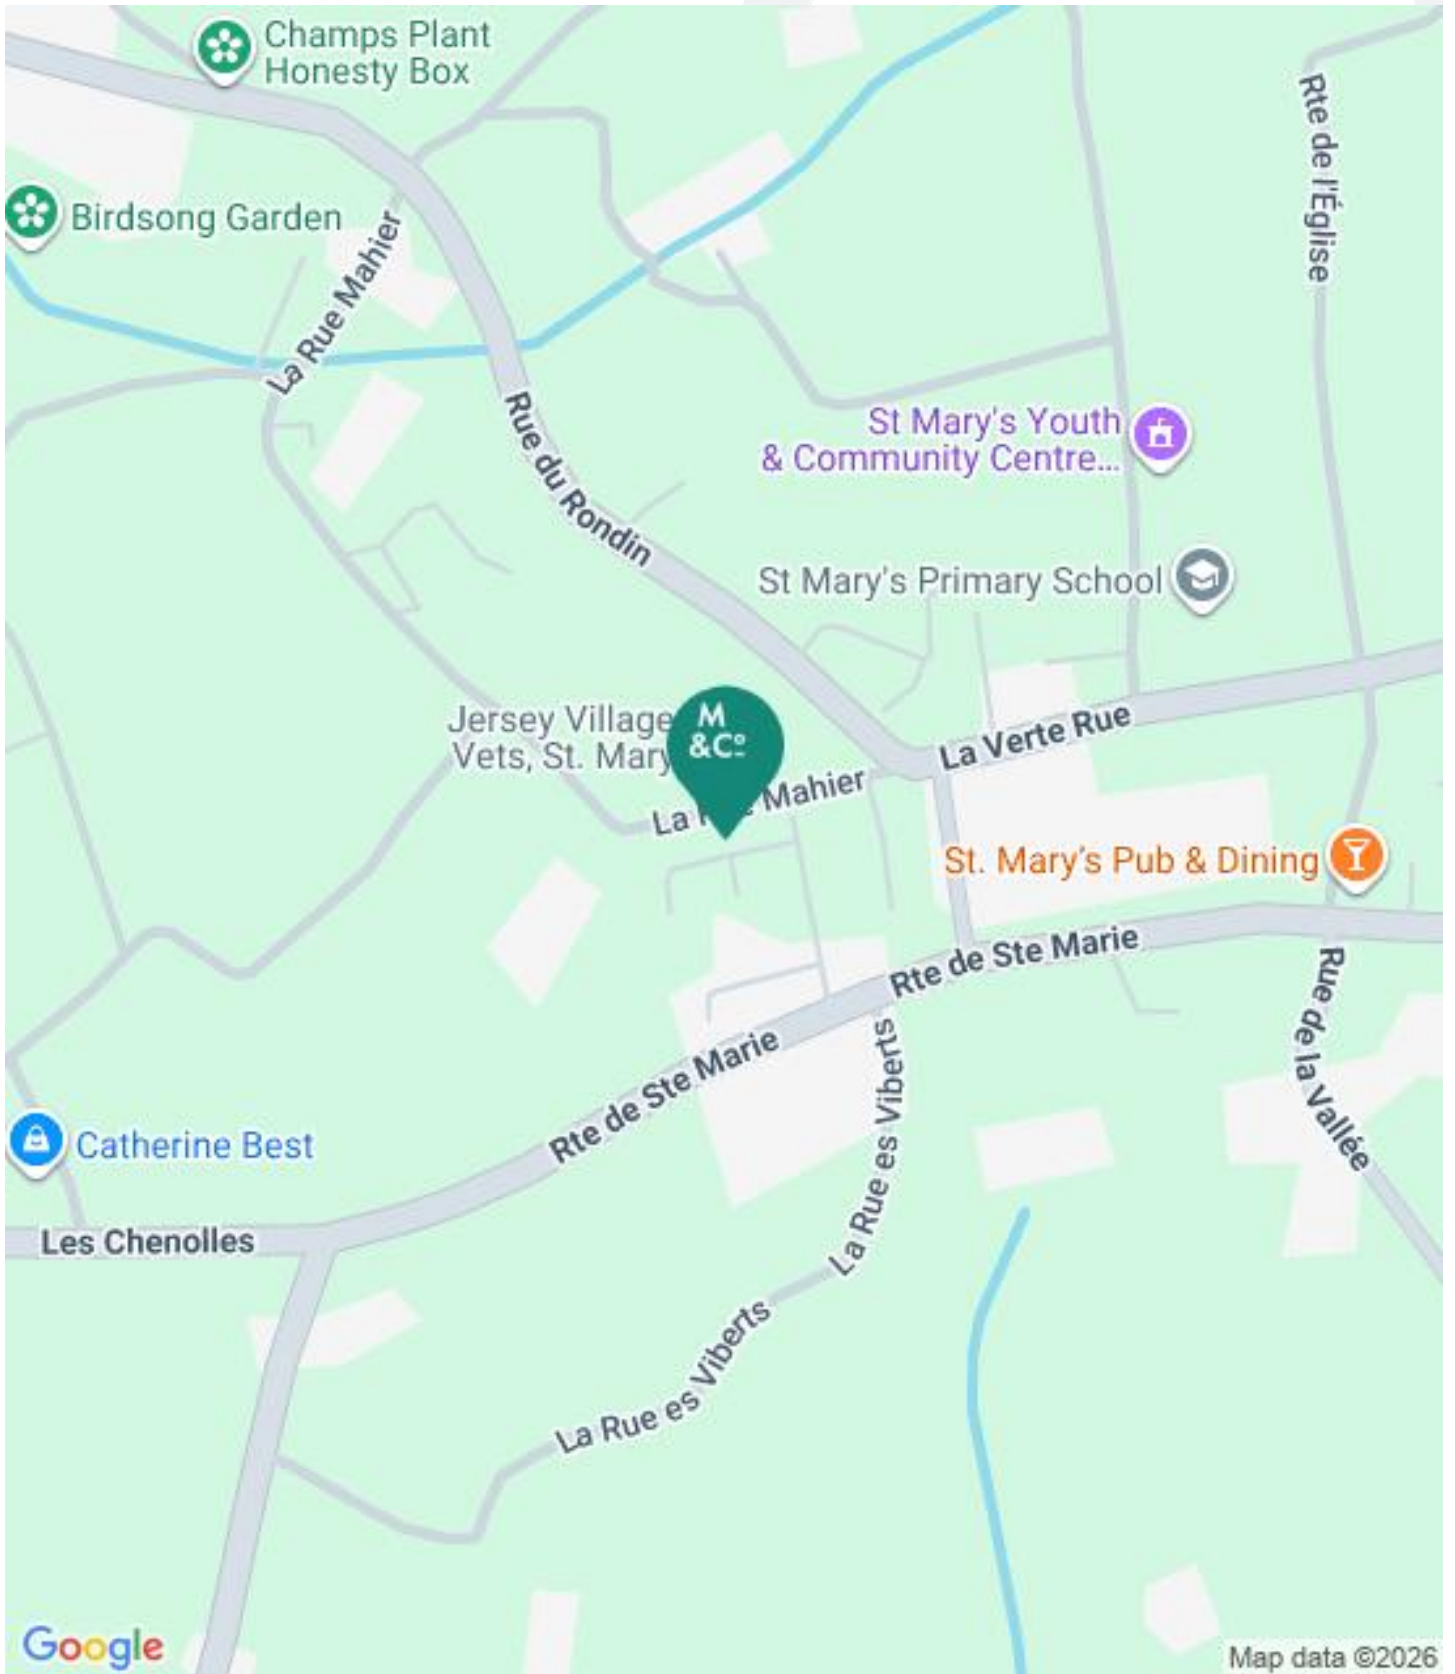 Champs Plant
Honesty Box
Rte de l'Église
Birdsong Garden
La Rue Mahier
Rue du Rondin
St Mary's Youth
& Community Centre...
St Mary's Primary School
Jersey Village
Vets, St. Mary
M
&Cº
La Verte Rue
La Rue Mahier
St. Mary's Pub & Dining
Rte de Ste Marie
Rue de la Vallée
Rte de Ste Marie
La Rue es Viberts
Catherine Best
Les Chenolles
La Rue es Viberts
Google
Map data ©2026